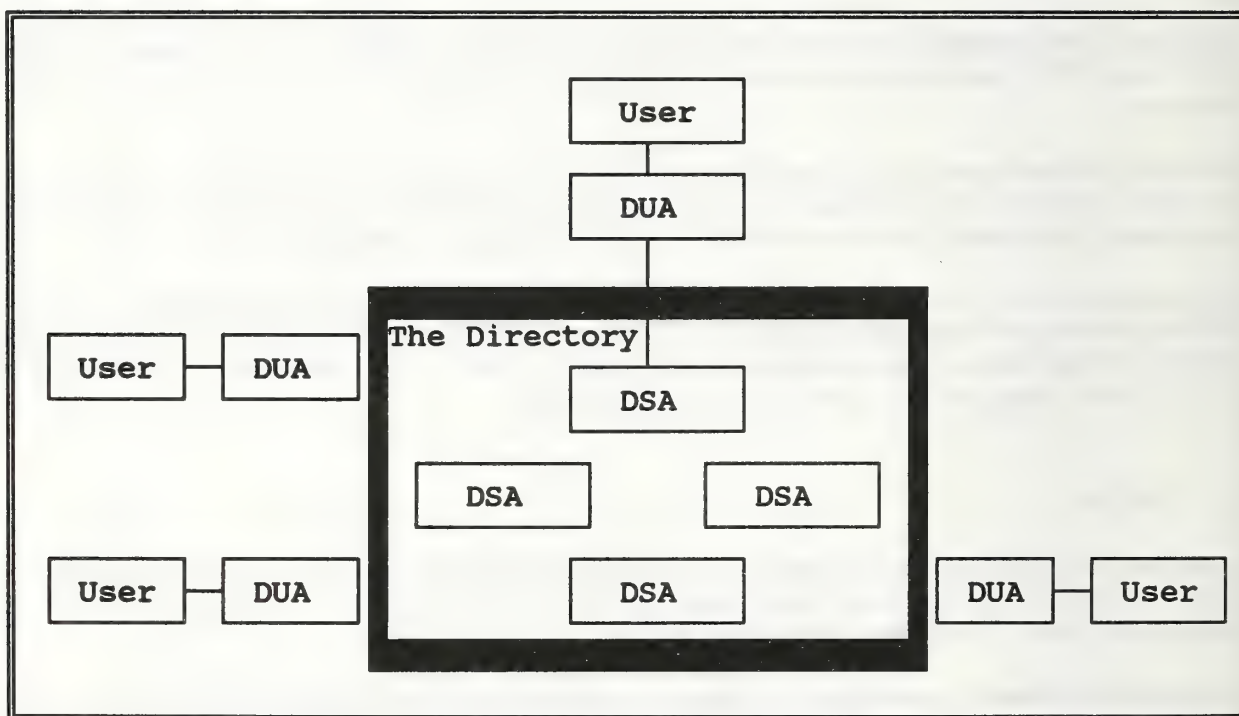 User
DUA
The Directory
User DUA
DSA
DSA DSA
User DUA
DSA
DUA User